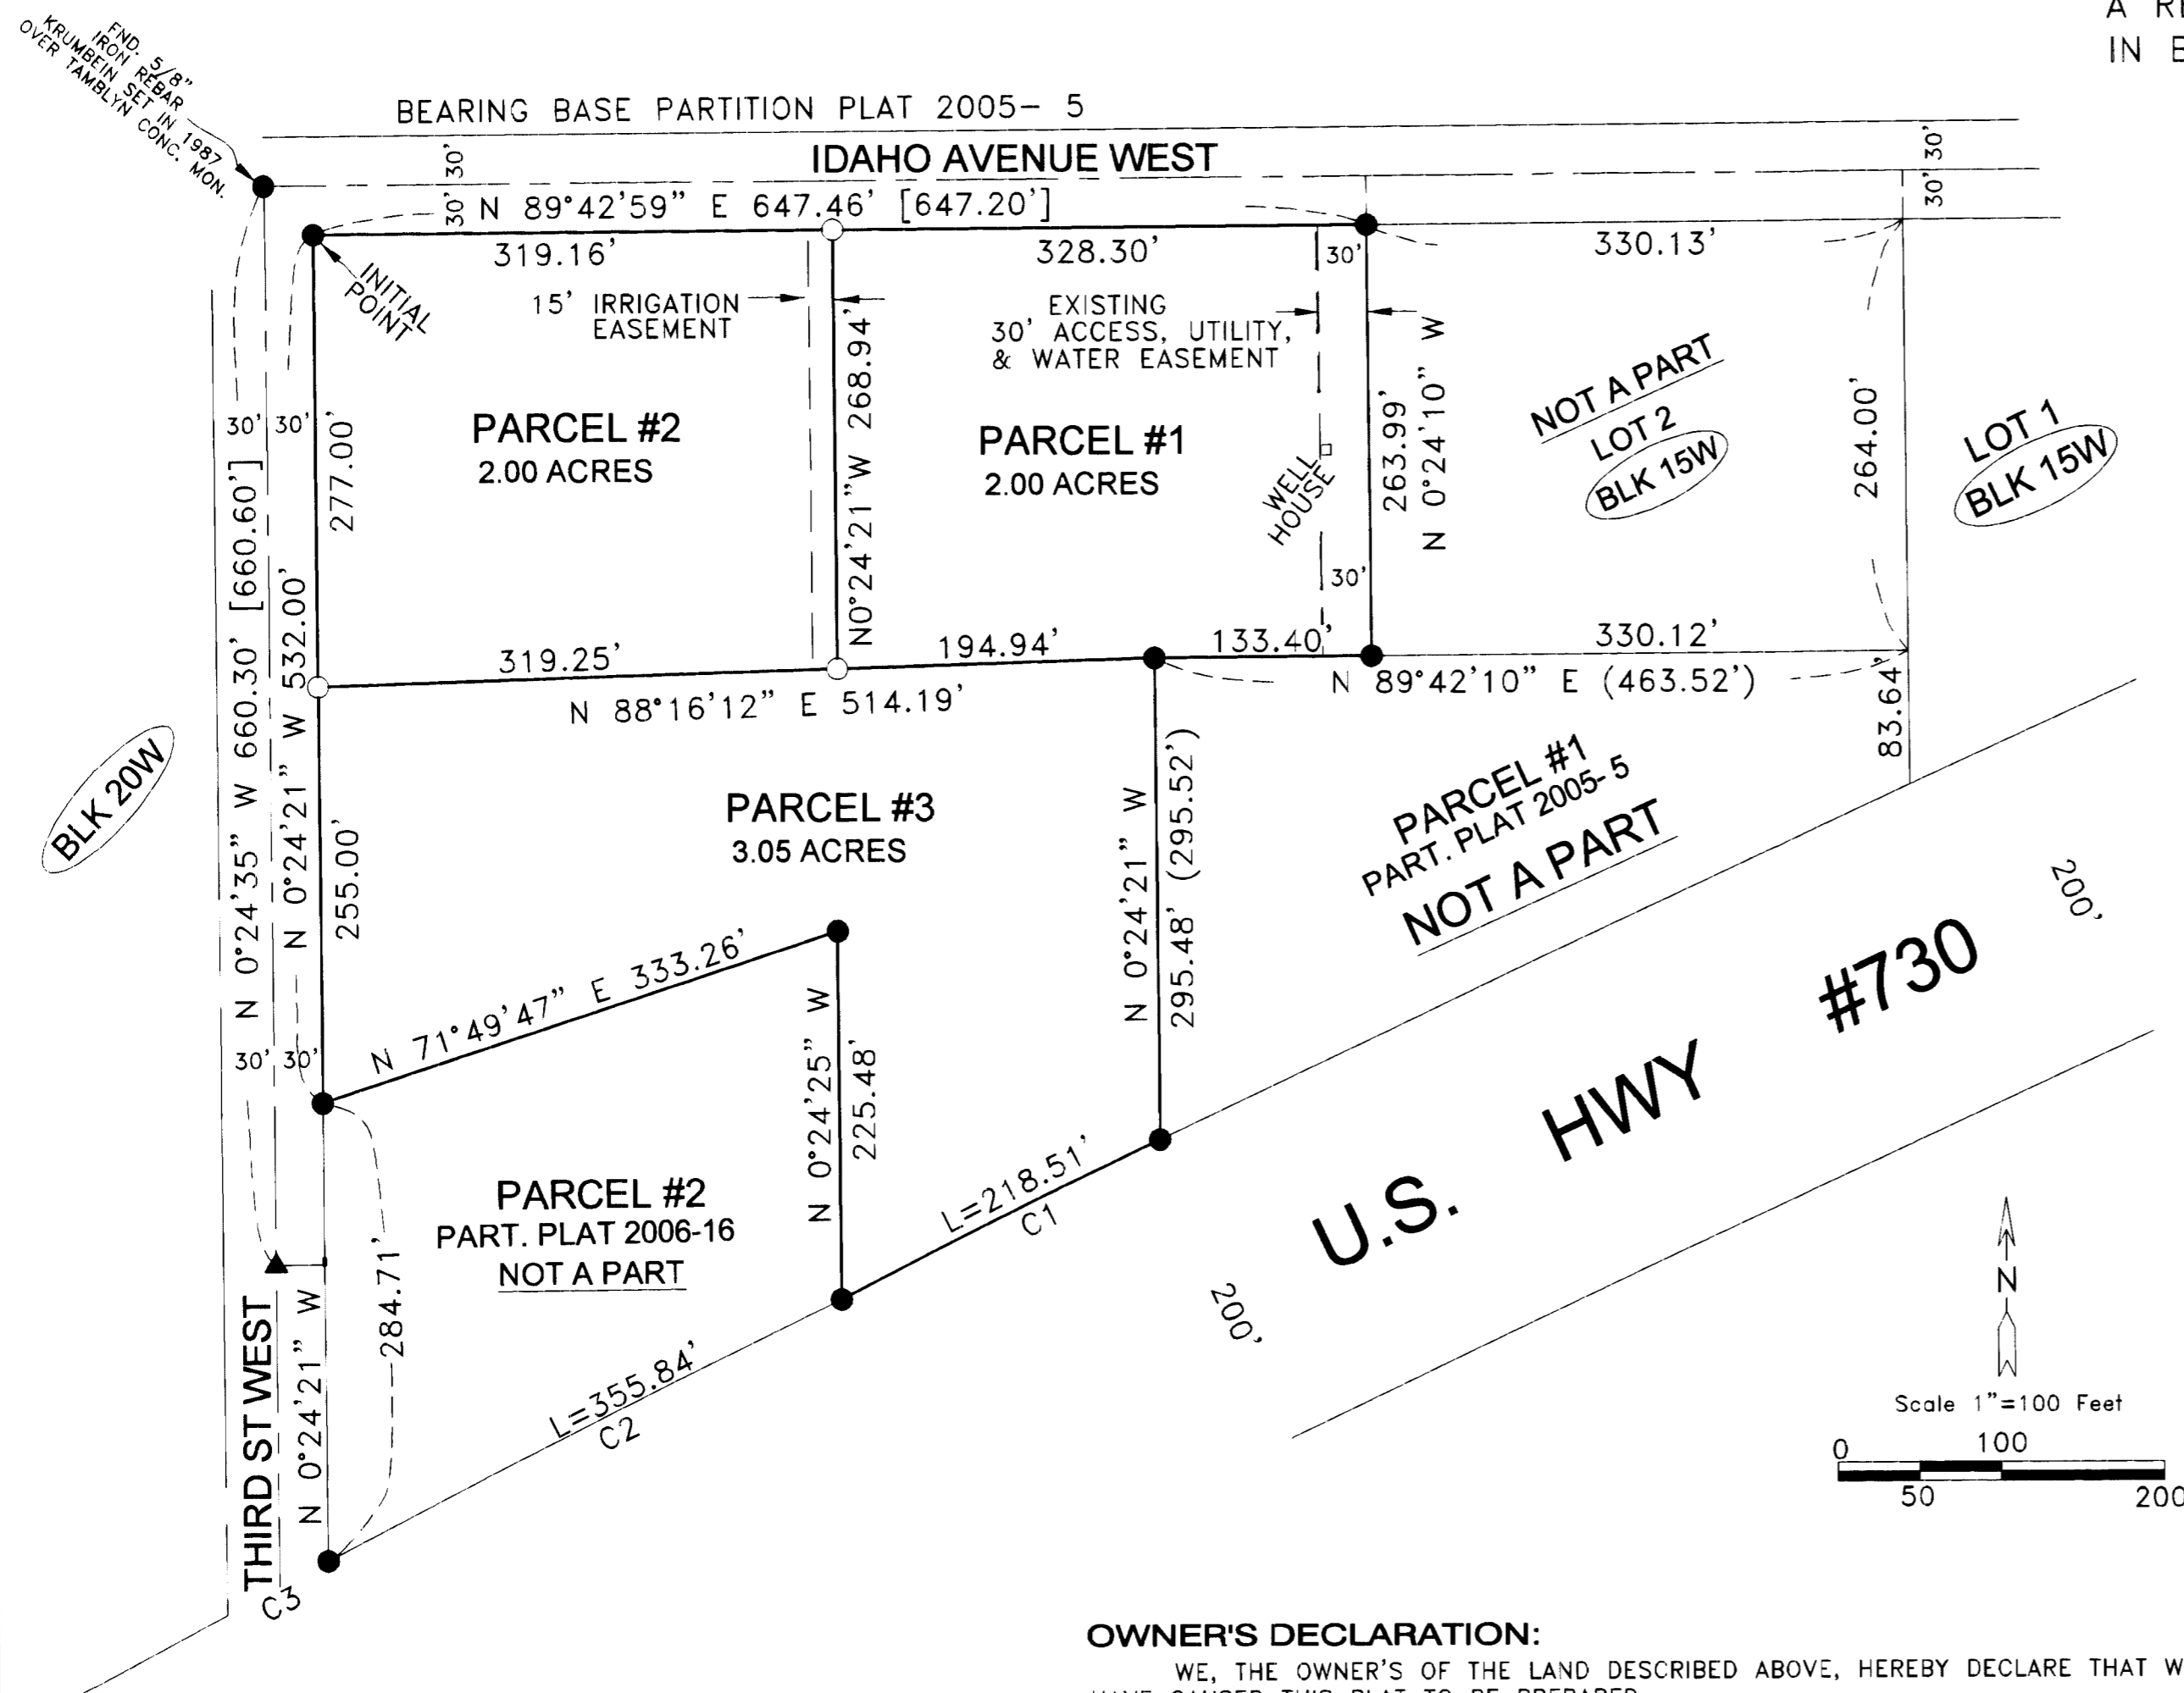 A
IN
FND. 5/8"
IRON REBAR
KRUMBEIN SET IN 1987
OVER TAMBLYN CONC. MON.
BEARING BASE PARTITION PLAT 2005- 5
IDAHO AVENUE WEST
30'
30'
30'
30'
N 89°42'59" E 647.46' [647.20']
319.16'
328.30'
30'
330.13'
INITIAL
POINT
15' IRRIGATION
EASEMENT
EXISTING
30' ACCESS, UTILITY,
& WATER EASEMENT
N0°24'21"W 268.94'
263.99'
N 0°24'10" W
NOT A PART
LOT 2
BLK 15W
264.00'
LOT 1
BLK 15W
30'
30'
277.00'
PARCEL #2
2.00 ACRES
PARCEL #1
2.00 ACRES
WELL
HOUSE
30'
N 0°24'35" W 660.30' [660.60']
N 0°24'21" W 532.00'
319.25'
194.94'
133.40'
330.12'
N 88°16'12" E 514.19'
N 89°42'10" E (463.52')
83.64'
BLK 20W
255.00'
PARCEL #3
3.05 ACRES
N 0°24'21" W
295.48' (295.52')
PARCEL #1
PART. PLAT 2005- 5
NOT A PART
200'
U.S. HWY #730
N 71°49'47" E 333.26'
30'
30'
N 0°24'25" W
225.48'
L=218.51'
C1
PARCEL #2
PART. PLAT 2006-16
NOT A PART
284.71'
200'
THIRD ST WEST
N 0°24'21" W
L=355.84'
C2
C3
N
Scale 1"=100 Feet
0
100
50
200
OWNER'S DECLARATION:
WE, THE OWNER'S OF THE LAND DESCRIBED ABOVE, HEREBY DECLARE THAT W